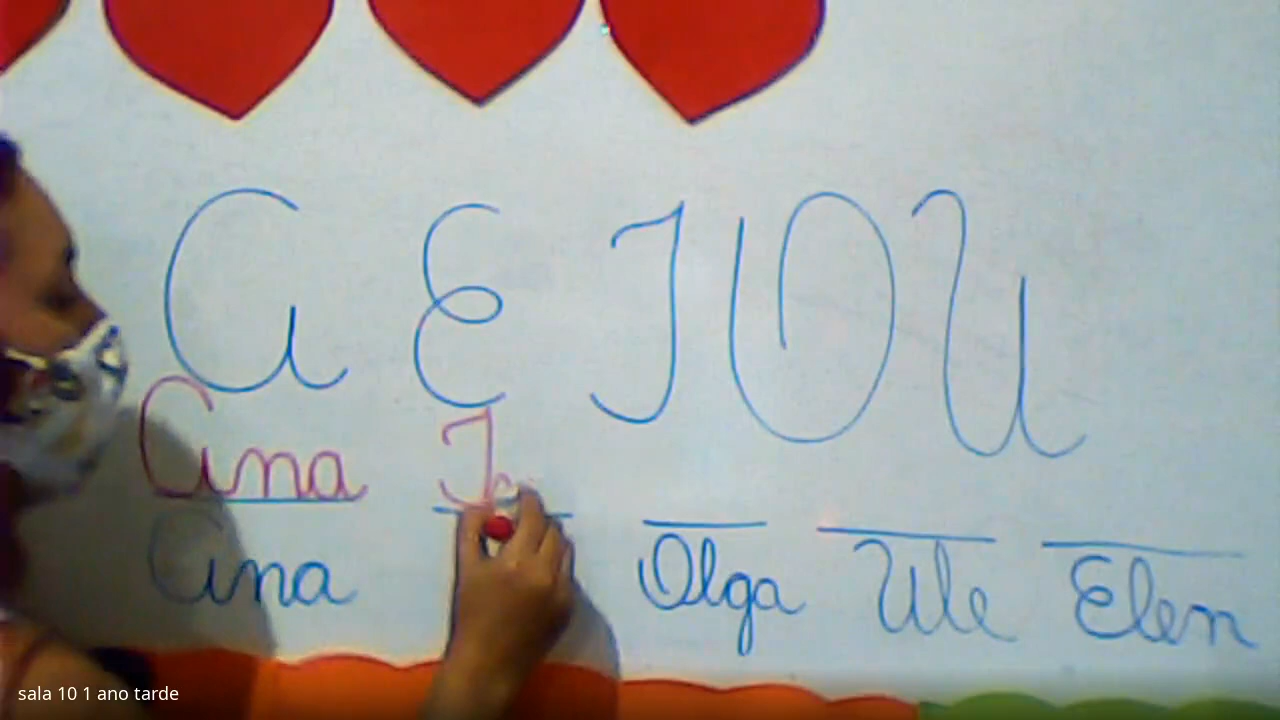 A E I O U
Ana I
Ana Olga Ule Elen
sala 10 1 ano tarde